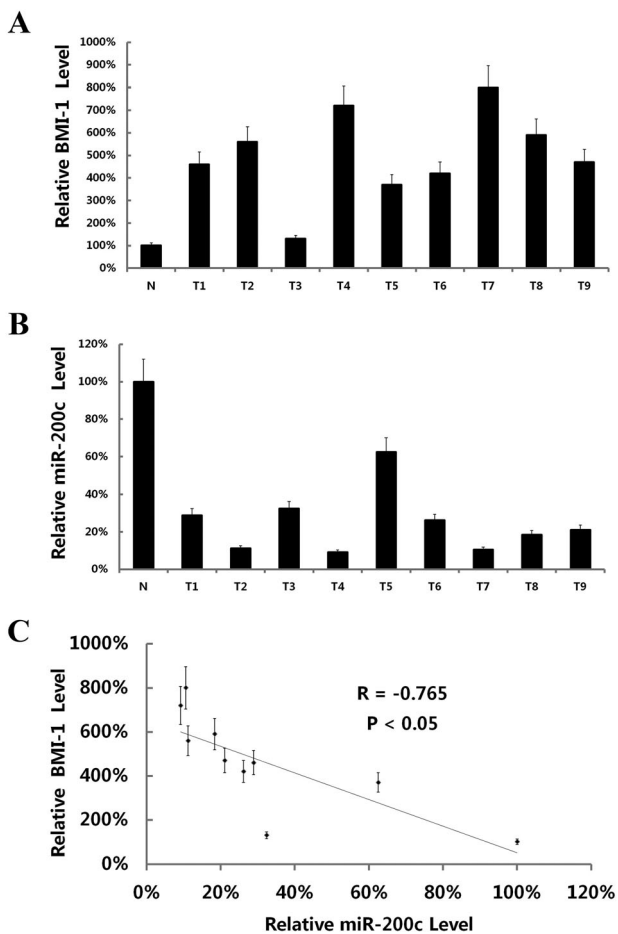 A
Relative BMI-1 Level
1000%
900%
800%
700%
600%
500%
400%
300%
200%
100%
0%
N T1 T2 T3 T4 T5 T6 T7 T8 T9
B
Relative miR-200c Level
120%
100%
80%
60%
40%
20%
0%
N T1 T2 T3 T4 T5 T6 T7 T8 T9
C
Relative BMI-1 Level
1000%
800%
600%
400%
200%
0%
R = -0.765
P < 0.05
0% 20% 40% 60% 80% 100% 120%
Relative miR-200c Level